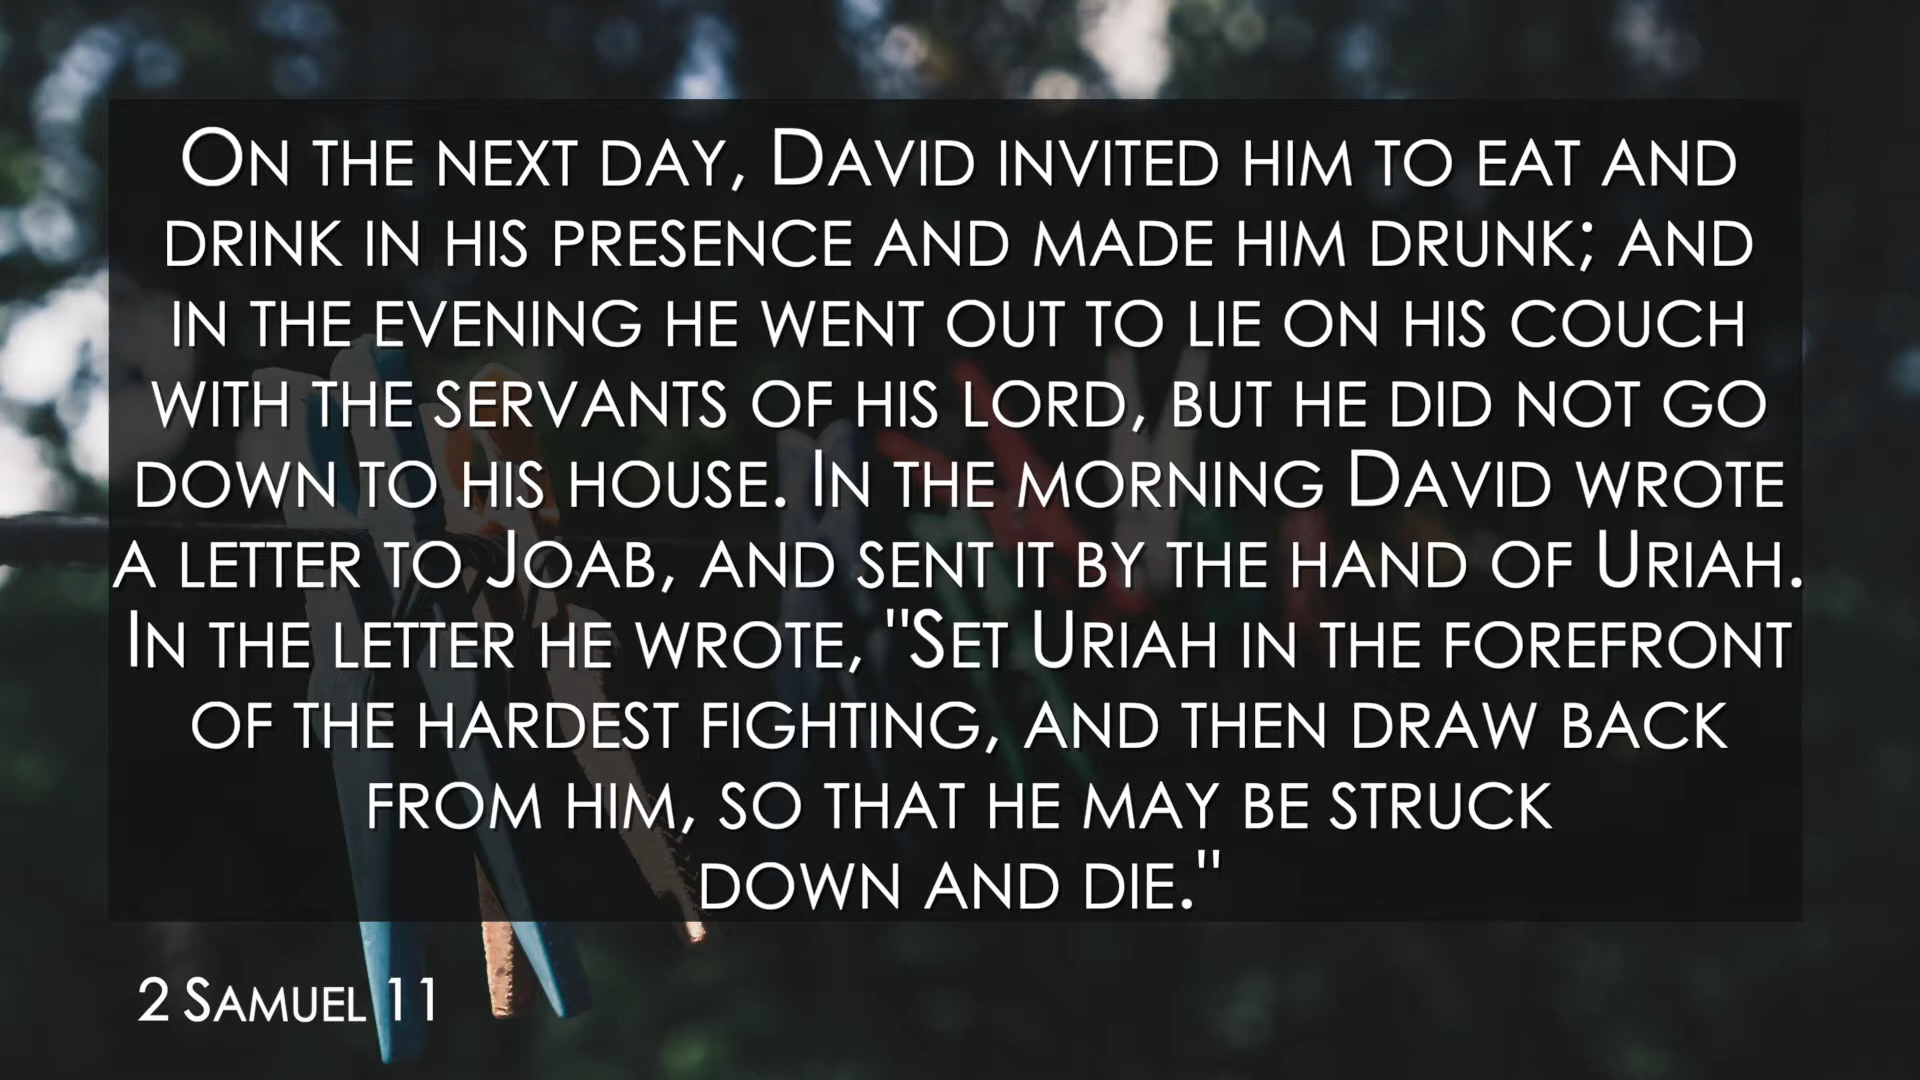 On the next day, David invited him to eat and
drink in his presence and made him drunk; and
in the evening he went out to lie on his couch
with the servants of his lord, but he did not go
down to his house. In the morning David wrote
a letter to Joab, and sent it by the hand of Uriah.
In the letter he wrote, "Set Uriah in the forefront
of the hardest fighting, and then draw back
from him, so that he may be struck
down and die."
2 Samuel 11